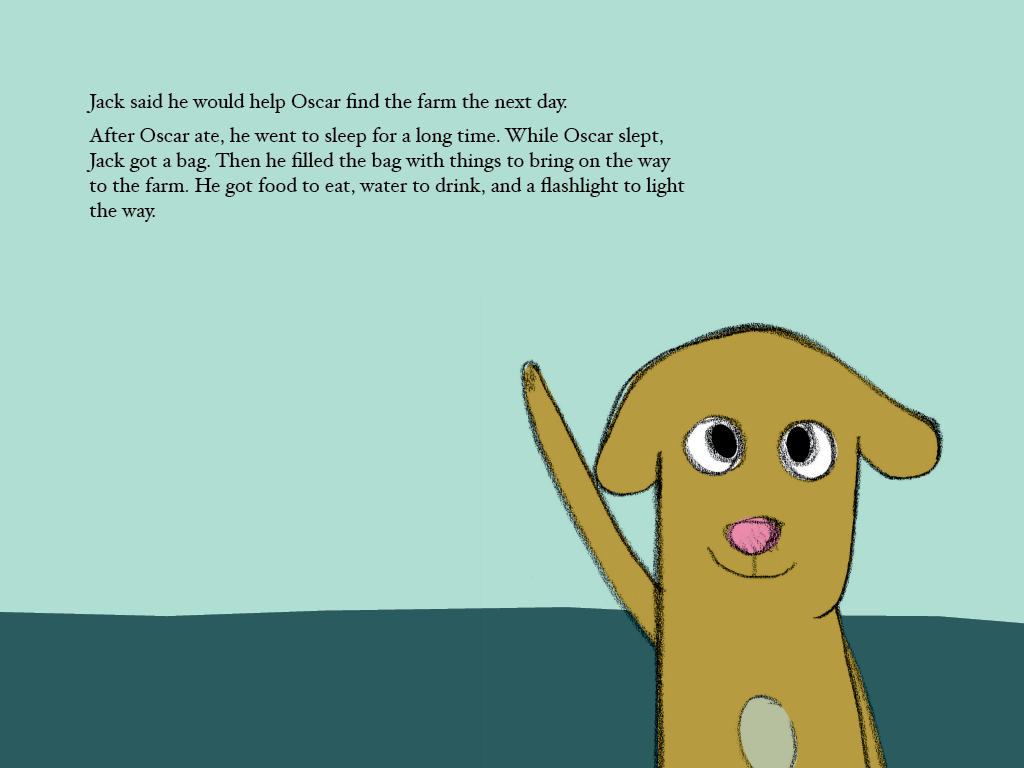 Jack said he would help Oscar find the farm the next day.
After Oscar ate, he went to sleep for a long time. While Oscar slept,
Jack got a bag. Then he filled the bag with things to bring on the way
to the farm. He got food to eat, water to drink, and a flashlight to light
the way.